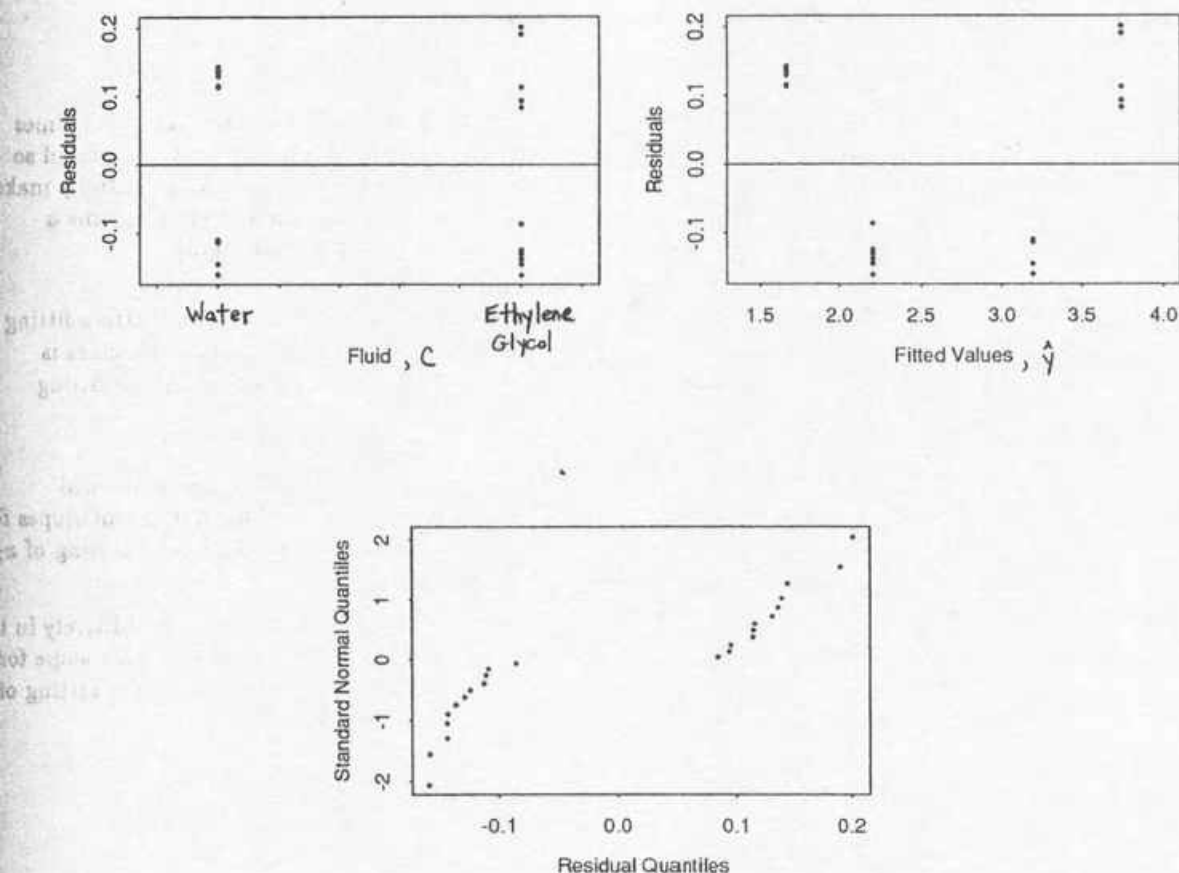 0.2
0.1
0.0
-0.1
Residuals
Water
Ethylene
Glycol
Fluid , C
0.2
0.1
0.0
-0.1
Residuals
1.5 2.0 2.5 3.0 3.5 4.0
Fitted Values , ŷ
2
1
0
-1
-2
Standard Normal Quantiles
-0.1 0.0 0.1 0.2
Residual Quantiles